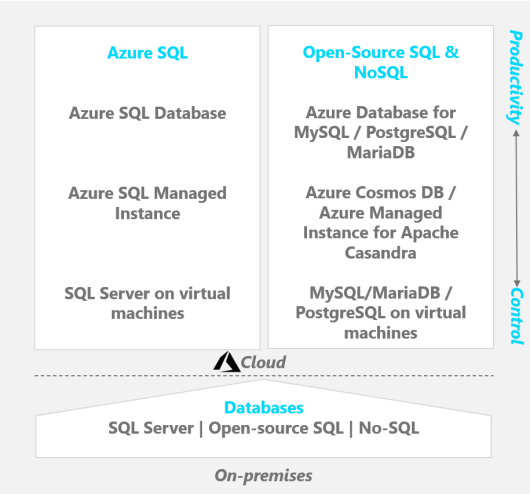 Azure SQL
Azure SQL Database
Azure SQL Managed
Instance
SQL Server on virtual
machines
Open-Source SQL &
NoSQL
Azure Database for
MySQL / PostgreSQL /
MariaDB
Azure Cosmos DB /
Azure Managed
Instance for Apache
Casandra
MySQL/MariaDB /
PostgreSQL on virtual
machines
Productivity
Control
Cloud
Databases
SQL Server | Open-source SQL | No-SQL
On-premises